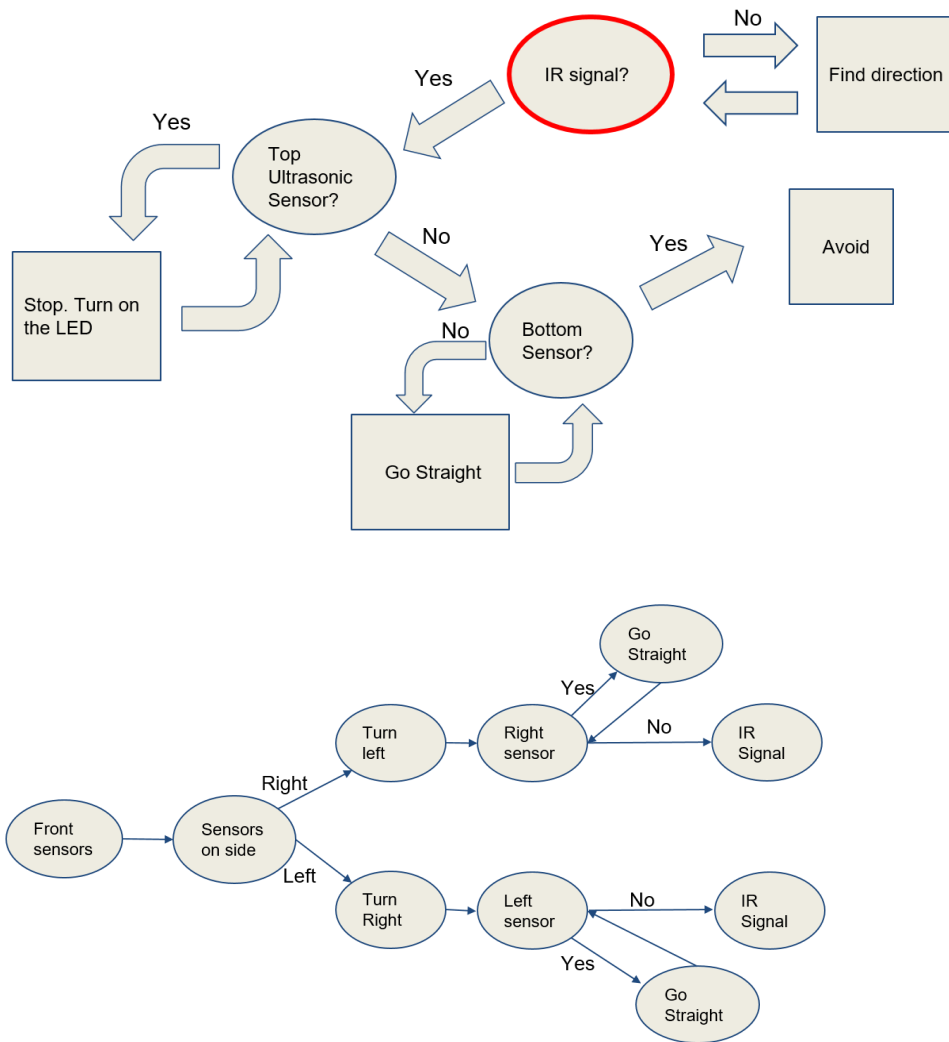 No
IR signal?
Find direction
Yes
Yes
Top
Ultrasonic
Sensor?
No
Yes
Avoid
Stop. Turn on
the LED
No
Bottom
Sensor?
Go Straight
Go
Straight
Yes
Turn
left
Right
sensor
No
IR
Signal
Right
Front
sensors
Sensors
on side
Left
Turn
Right
Left
sensor
No
IR
Signal
Yes
Go
Straight